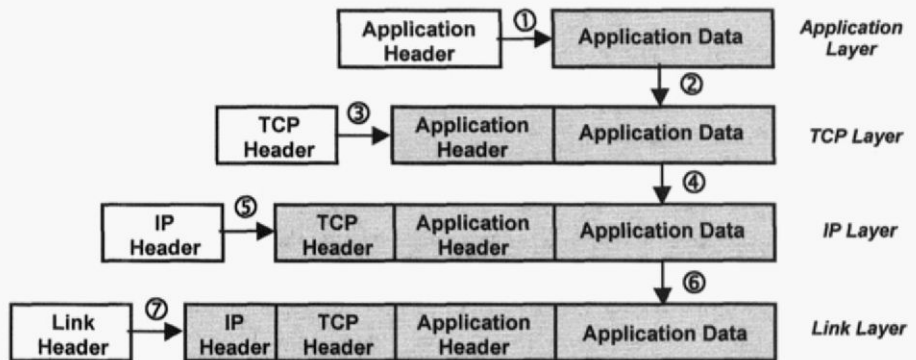 Application Header ① Application Data Application Layer
②
TCP Header ③ Application Header Application Data TCP Layer
④
IP Header ⑤ TCP Header Application Header Application Data IP Layer
⑥
Link Header ⑦ IP Header TCP Header Application Header Application Data Link Layer